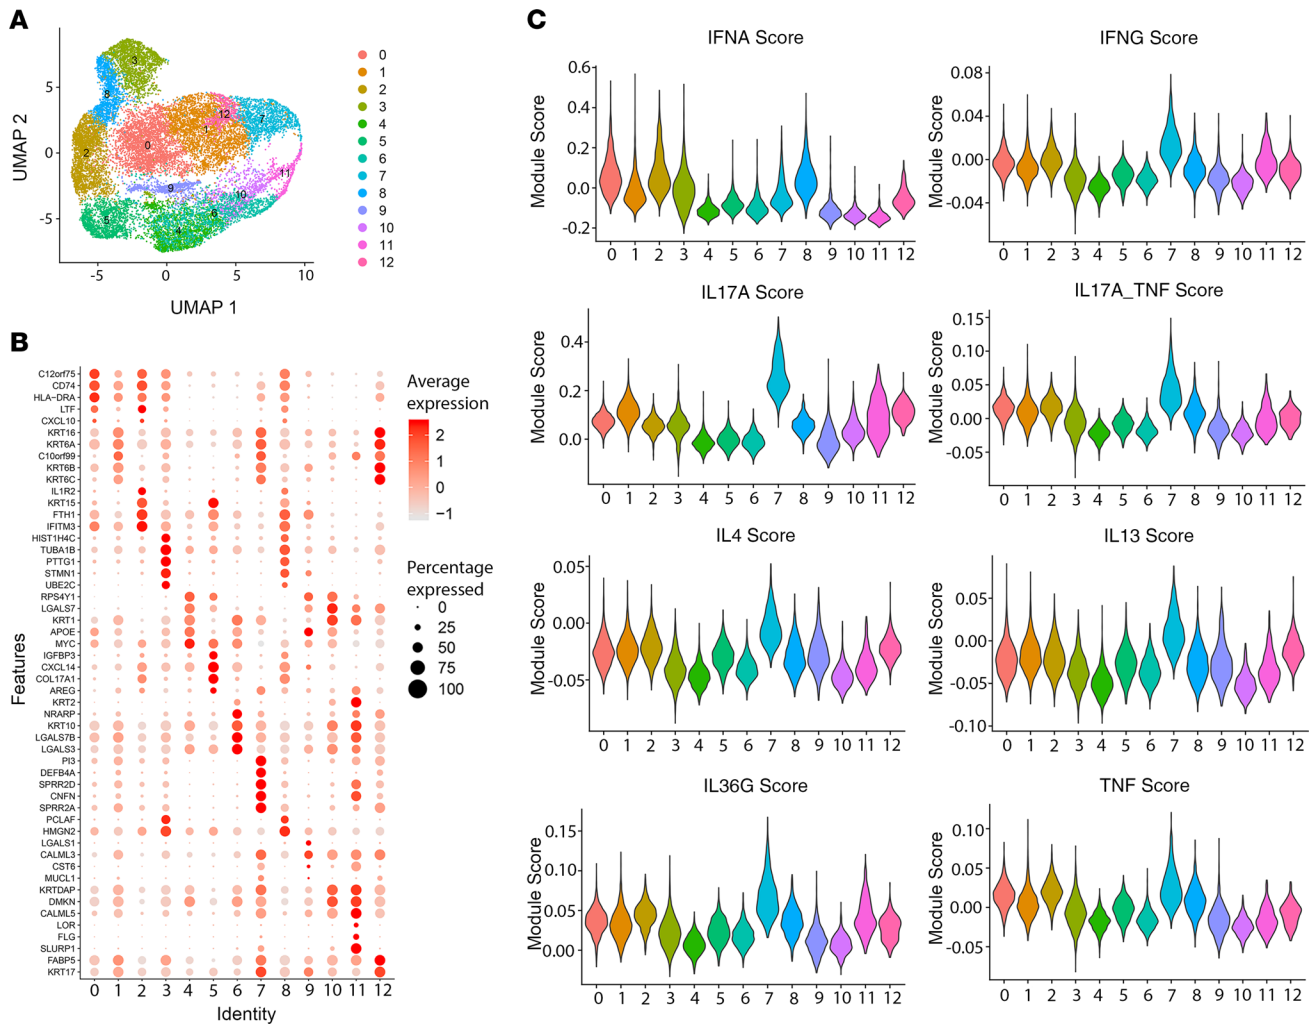 A
UMAP 2
5
0
-5
-5
0
5
10
UMAP 1
3
8
12
7
1
0
2
11
9
10
6
5
4
0
1
2
3
4
5
6
7
8
9
10
11
12
B
Features
C12orf75
CD74
HLA−DRA
LTF
CXCL10
KRT16
KRT6A
C10orf99
KRT6B
KRT6C
IL1R2
KRT15
FTH1
IFITM3
HIST1H4C
TUBA1B
PTTG1
STMN1
UBE2C
RPS4Y1
LGALS7
KRT1
APOE
MYC
IGFBP3
CXCL14
COL17A1
AREG
KRT2
NRARP
KRT10
LGALS7B
LGALS3
PI3
DEFB4A
SPRR2D
CNFN
SPRR2A
PCLAF
HMGN2
LGALS1
CALML3
CST6
MUCL1
KRTDAP
DMKN
CALML5
LOR
FLG
SLURP1
FABP5
KRT17
0 1 2 3 4 5 6 7 8 9 10 11 12
Identity
Average
expression
2
1
0
−1
Percentage
expressed
0
25
50
75
100
C
IFNA Score
Module Score
0.6
0.4
0.2
0.0
-0.2
0 1 2 3 4 5 6 7 8 9 10 11 12
IFNG Score
Module Score
0.08
0.04
0.00
-0.04
0 1 2 3 4 5 6 7 8 9 10 11 12
IL17A Score
Module Score
0.4
0.2
0.0
0 1 2 3 4 5 6 7 8 9 10 11 12
IL17A_TNF Score
Module Score
0.15
0.10
0.05
0.00
-0.05
0 1 2 3 4 5 6 7 8 9 10 11 12
IL4 Score
Module Score
0.05
0.00
-0.05
0 1 2 3 4 5 6 7 8 9 10 11 12
IL13 Score
Module Score
0.05
0.00
-0.05
-0.10
0 1 2 3 4 5 6 7 8 9 10 11 12
IL36G Score
Module Score
0.15
0.10
0.05
0.00
0 1 2 3 4 5 6 7 8 9 10 11 12
TNF Score
Module Score
0.10
0.05
0.00
-0.05
0 1 2 3 4 5 6 7 8 9 10 11 12